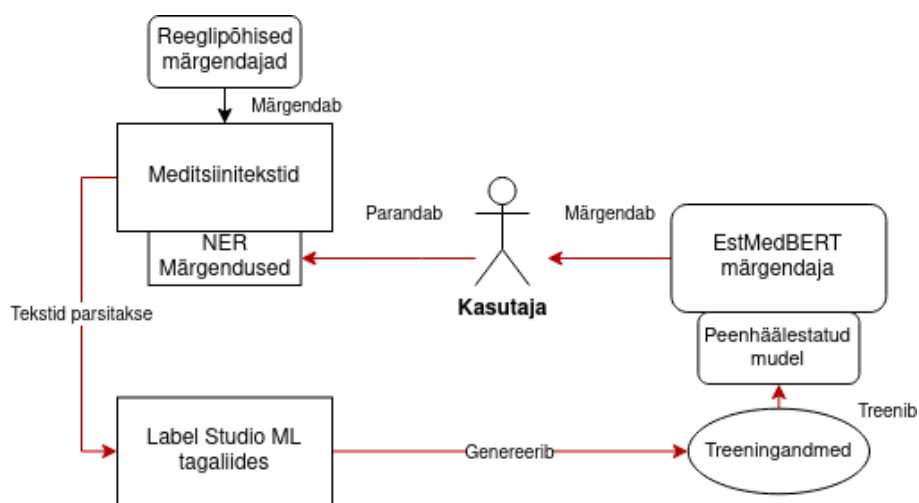 Reeglipõhised
märgendajad
Märgendab
Meditsiinitekstid
NER
Märgendused
Parandab
Märgendab
Kasutaja
EstMedBERT
märgendaja
Peenhäälestatud
mudel
Tekstid parsitakse
Label Studio ML
tagaliides
Genereerib
Treeningandmed
Treenib